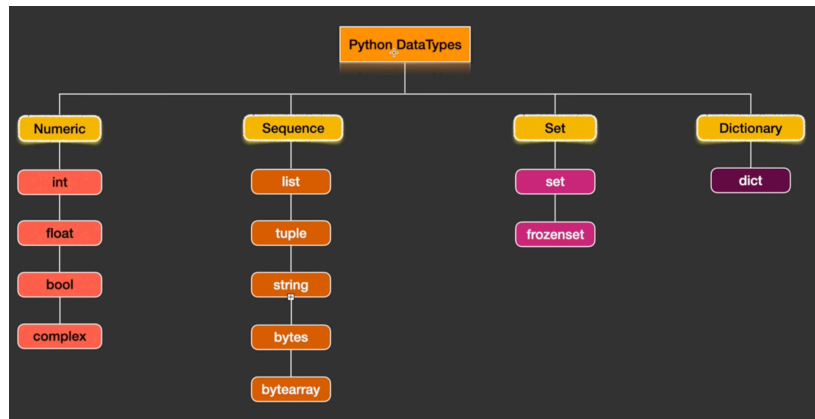 Python DataTypes
Numeric
Sequence
Set
Dictionary
int
list
set
dict
float
tuple
frozenset
bool
string
complex
bytes
bytearray